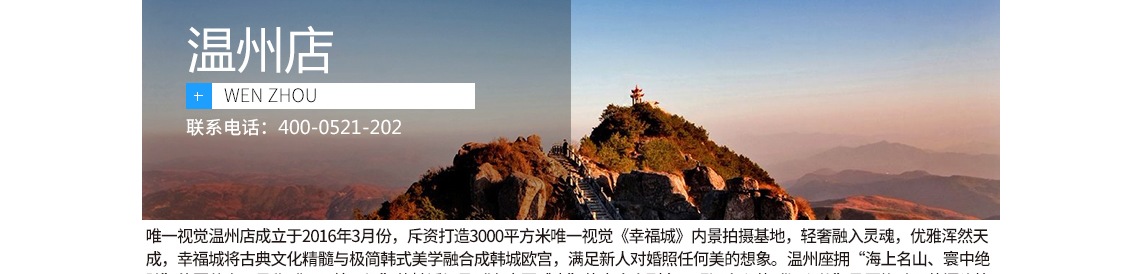 温州店
+ WEN ZHOU
联系电话：400-0521-202
唯一视觉温州店成立于2016年3月份，斥资打造3000平方米唯一视觉《幸福城》内景拍摄基地，轻奢融入灵魂，优雅浑然天
成，幸福城将古典文化精髓与极简韩式美学融合成韩城欧宫，满足新人对婚照任何美的想象。温州座拥“海上名山、寰中绝